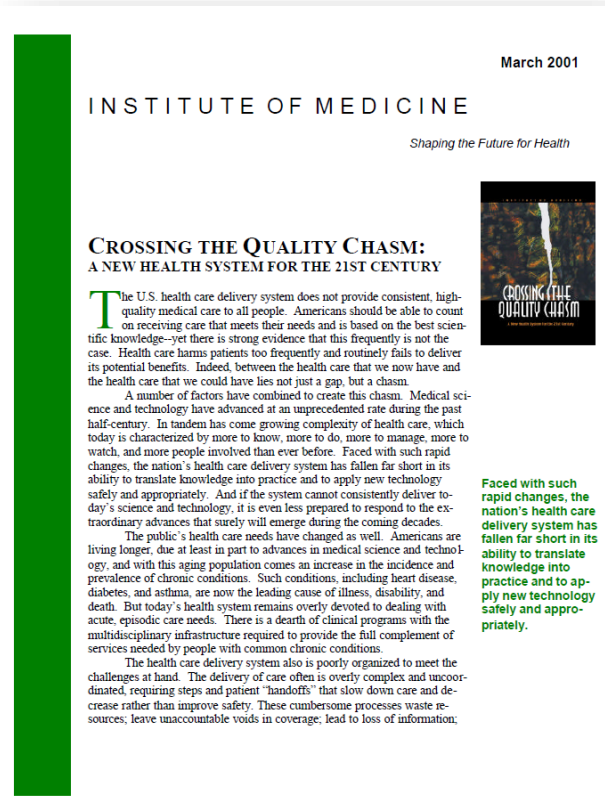 March 2001
INSTITUTE OF MEDICINE
Shaping the Future for Health
INSTITUTE OF MEDICINE
CROSSING THE
QUALITY CHASM
A New Health System for the 21st Century
CROSSING THE QUALITY CHASM:
A NEW HEALTH SYSTEM FOR THE 21ST CENTURY
The U.S. health care delivery system does not provide consistent, high-
quality medical care to all people. Americans should be able to count
on receiving care that meets their needs and is based on the best scien-
tific knowledge--yet there is strong evidence that this frequently is not the
case. Health care harms patients too frequently and routinely fails to deliver
its potential benefits. Indeed, between the health care that we now have and
the health care that we could have lies not just a gap, but a chasm.
A number of factors have combined to create this chasm. Medical sci-
ence and technology have advanced at an unprecedented rate during the past
half-century. In tandem has come growing complexity of health care, which
today is characterized by more to know, more to do, more to manage, more to
watch, and more people involved than ever before. Faced with such rapid
changes, the nation's health care delivery system has fallen far short in its
ability to translate knowledge into practice and to apply new technology
safely and appropriately. And if the system cannot consistently deliver to-
day's science and technology, it is even less prepared to respond to the ex-
traordinary advances that surely will emerge during the coming decades.
The public's health care needs have changed as well. Americans are
living longer, due at least in part to advances in medical science and technol-
ogy, and with this aging population comes an increase in the incidence and
prevalence of chronic conditions. Such conditions, including heart disease,
diabetes, and asthma, are now the leading cause of illness, disability, and
death. But today's health system remains overly devoted to dealing with
acute, episodic care needs. There is a dearth of clinical programs with the
multidisciplinary infrastructure required to provide the full complement of
services needed by people with common chronic conditions.
The health care delivery system also is poorly organized to meet the
challenges at hand. The delivery of care often is overly complex and uncoor-
dinated, requiring steps and patient "handoffs" that slow down care and de-
crease rather than improve safety. These cumbersome processes waste re-
sources; leave unaccountable voids in coverage; lead to loss of information;
Faced with such
rapid changes, the
nation's health care
delivery system has
fallen far short in its
ability to translate
knowledge into
practice and to ap-
ply new technology
safely and appro-
priately.